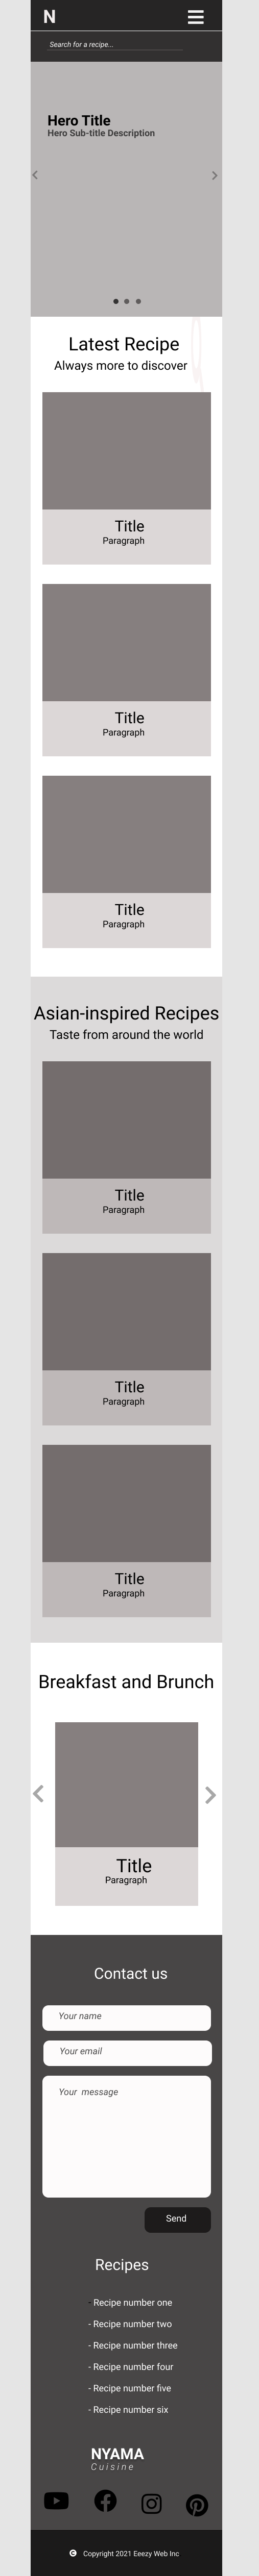 N
Search for a recipe...
Hero Title
Hero Sub-title Description
Latest Recipe
Always more to discover
Title
Paragraph
Title
Paragraph
Title
Paragraph
Asian-inspired Recipes
Taste from around the world
Title
Paragraph
Title
Paragraph
Title
Paragraph
Breakfast and Brunch
Title
Paragraph
Contact us
Your name
Your email
Your message
Send
Recipes
- Recipe number one
- Recipe number two
- Recipe number three
- Recipe number four
- Recipe number five
- Recipe number six
NYAMA
Cuisine
© Copyright 2021 Eeezy Web Inc